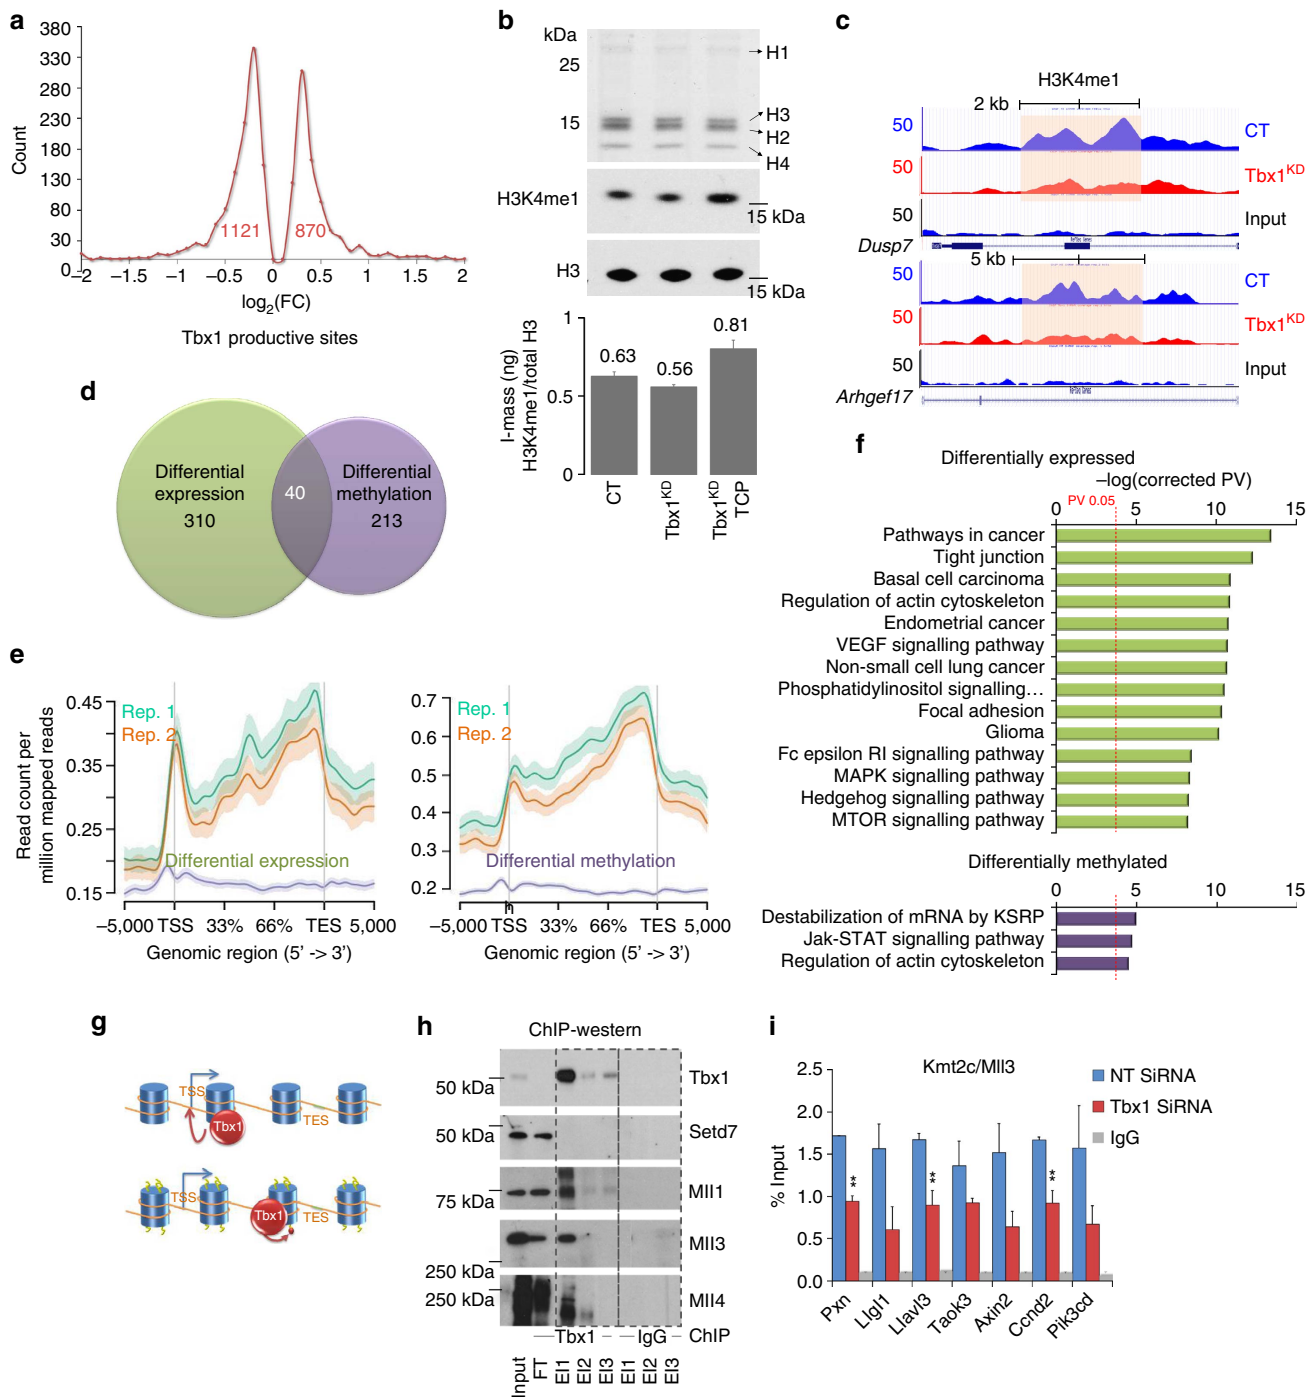 a
380
330
280
230
180
130
80
30
0
Count
1121
870
–2
–1.5
–1
–0.5
0
0.5
1
1.5
2
log2(FC)
Tbx1 productive sites
b
kDa
25
15
H1
H3
H2
H4
H3K4me1
15 kDa
H3
15 kDa
1
0.5
0
I-mass (ng)
H3K4me1/total H3
0.63
0.56
0.81
CT
Tbx1KD
Tbx1KD
TCP
c
H3K4me1
2 kb
50
CT
50
Tbx1KD
50
Input
Dusp7
5 kb
50
CT
50
Tbx1KD
50
Input
Arhgef17
d
Differential
expression
310
40
Differential
methylation
213
e
Read count per
million mapped reads
0.45
0.35
0.25
0.15
Rep. 1
Rep. 2
Differential expression
–5,000 TSS 33% 66% TES 5,000
Genomic region (5' -> 3')
0.7
0.6
0.5
0.4
0.3
0.2
Rep. 1
Rep. 2
Differential methylation
–5,000 TSS 33% 66% TES 5,000
Genomic region (5' -> 3')
f
Differentially expressed
–log(corrected PV)
PV 0.05
0 5 10 15
Pathways in cancer
Tight junction
Basal cell carcinoma
Regulation of actin cytoskeleton
Endometrial cancer
VEGF signalling pathway
Non-small cell lung cancer
Phosphatidylinositol signalling...
Focal adhesion
Glioma
Fc epsilon RI signalling pathway
MAPK signalling pathway
Hedgehog signalling pathway
MTOR signalling pathway
Differentially methylated
0 5 10 15
Destabilization of mRNA by KSRP
Jak-STAT signalling pathway
Regulation of actin cytoskeleton
g
TSS
Tbx1
TES
TSS
Tbx1
TES
h
ChIP-western
50 kDa
Tbx1
50 kDa
Setd7
75 kDa
Mll1
Mll3
250 kDa
250 kDa
Mll4
Tbx1
IgG
ChIP
Input
FT
El1
El2
El3
El1
El2
El3
i
Kmt2c/Mll3
NT SiRNA
Tbx1 SiRNA
IgG
% Input
2.5
2.0
1.5
1.0
0.5
0.0
**
**
**
Pxn
Llgl1
Llavl3
Taok3
Axin2
Ccnd2
Pik3cd